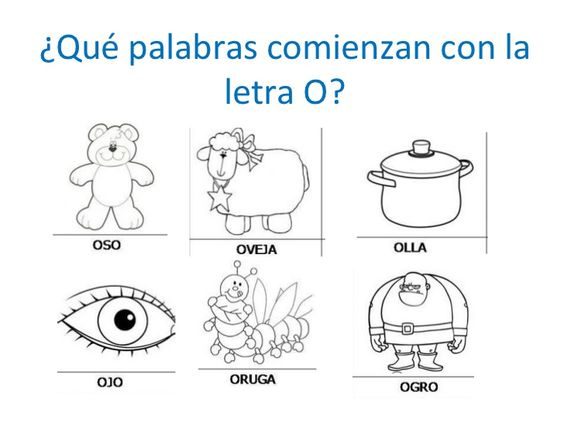 ¿Qué palabras comienzan con la
letra O?
OSO
OVEJA
OLLA
OJO
ORUGA
OGRO